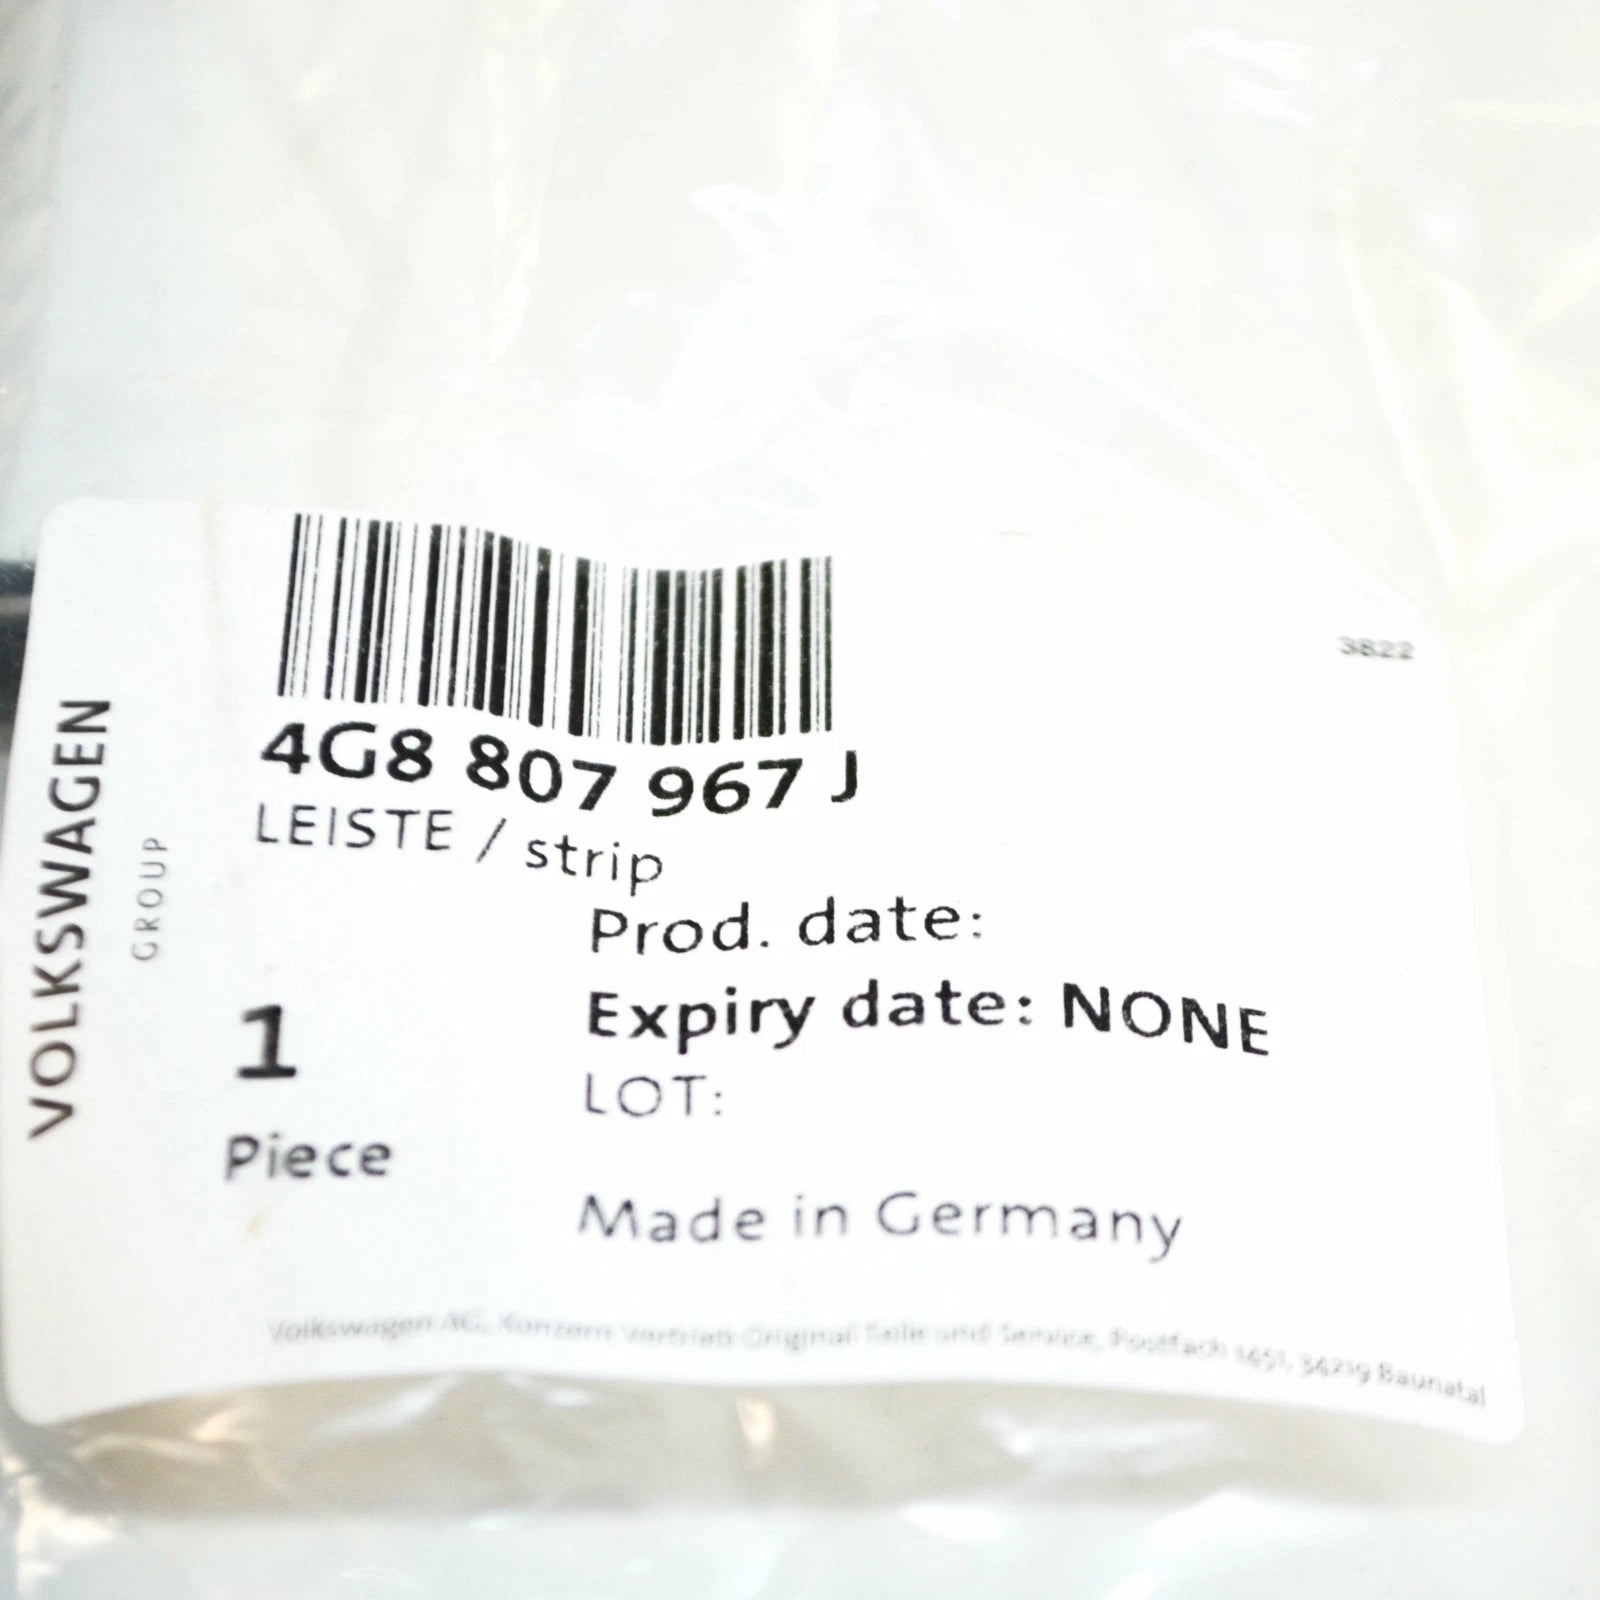 3822
4G8 807 967 J
LEISTE / strip
Prod. date:
Expiry date: NONE
LOT:
1
Piece
Made in Germany
VOLKSWAGEN
GROUP
Volkswagen AG, Konzern Vertrieb Original Teile und Service, Postfach 1451, 34219 Baunatal